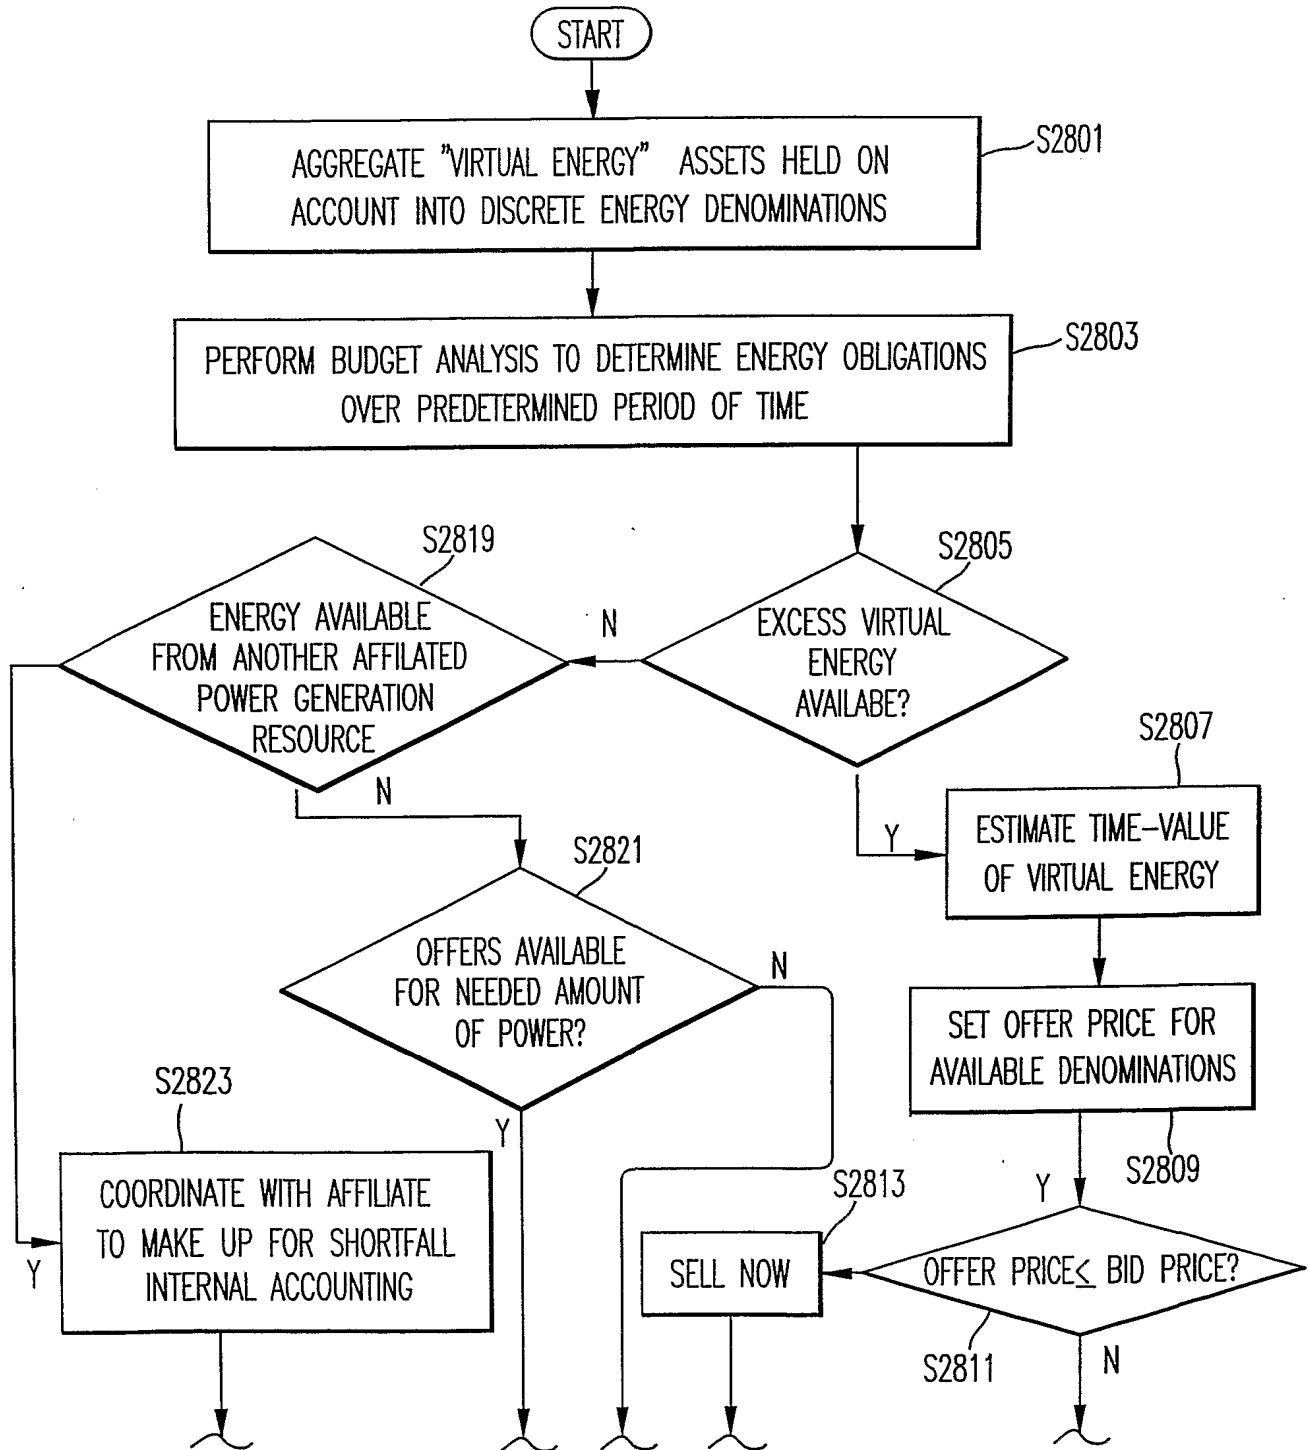 START
AGGREGATE "VIRTUAL ENERGY" ASSETS HELD ON
ACCOUNT INTO DISCRETE ENERGY DENOMINATIONS
S2801
PERFORM BUDGET ANALYSIS TO DETERMINE ENERGY OBLIGATIONS
OVER PREDETERMINED PERIOD OF TIME
S2803
S2819
ENERGY AVAILABLE
FROM ANOTHER AFFILATED
POWER GENERATION
RESOURCE
N
S2805
EXCESS VIRTUAL
ENERGY
AVAILABE?
N
Y
S2807
ESTIMATE TIME-VALUE
OF VIRTUAL ENERGY
S2821
OFFERS AVAILABLE
FOR NEEDED AMOUNT
OF POWER?
N
Y
SET OFFER PRICE FOR
AVAILABLE DENOMINATIONS
S2809
S2823
COORDINATE WITH AFFILIATE
TO MAKE UP FOR SHORTFALL
INTERNAL ACCOUNTING
Y
S2813
SELL NOW
Y
OFFER PRICE≤ BID PRICE?
S2811
N